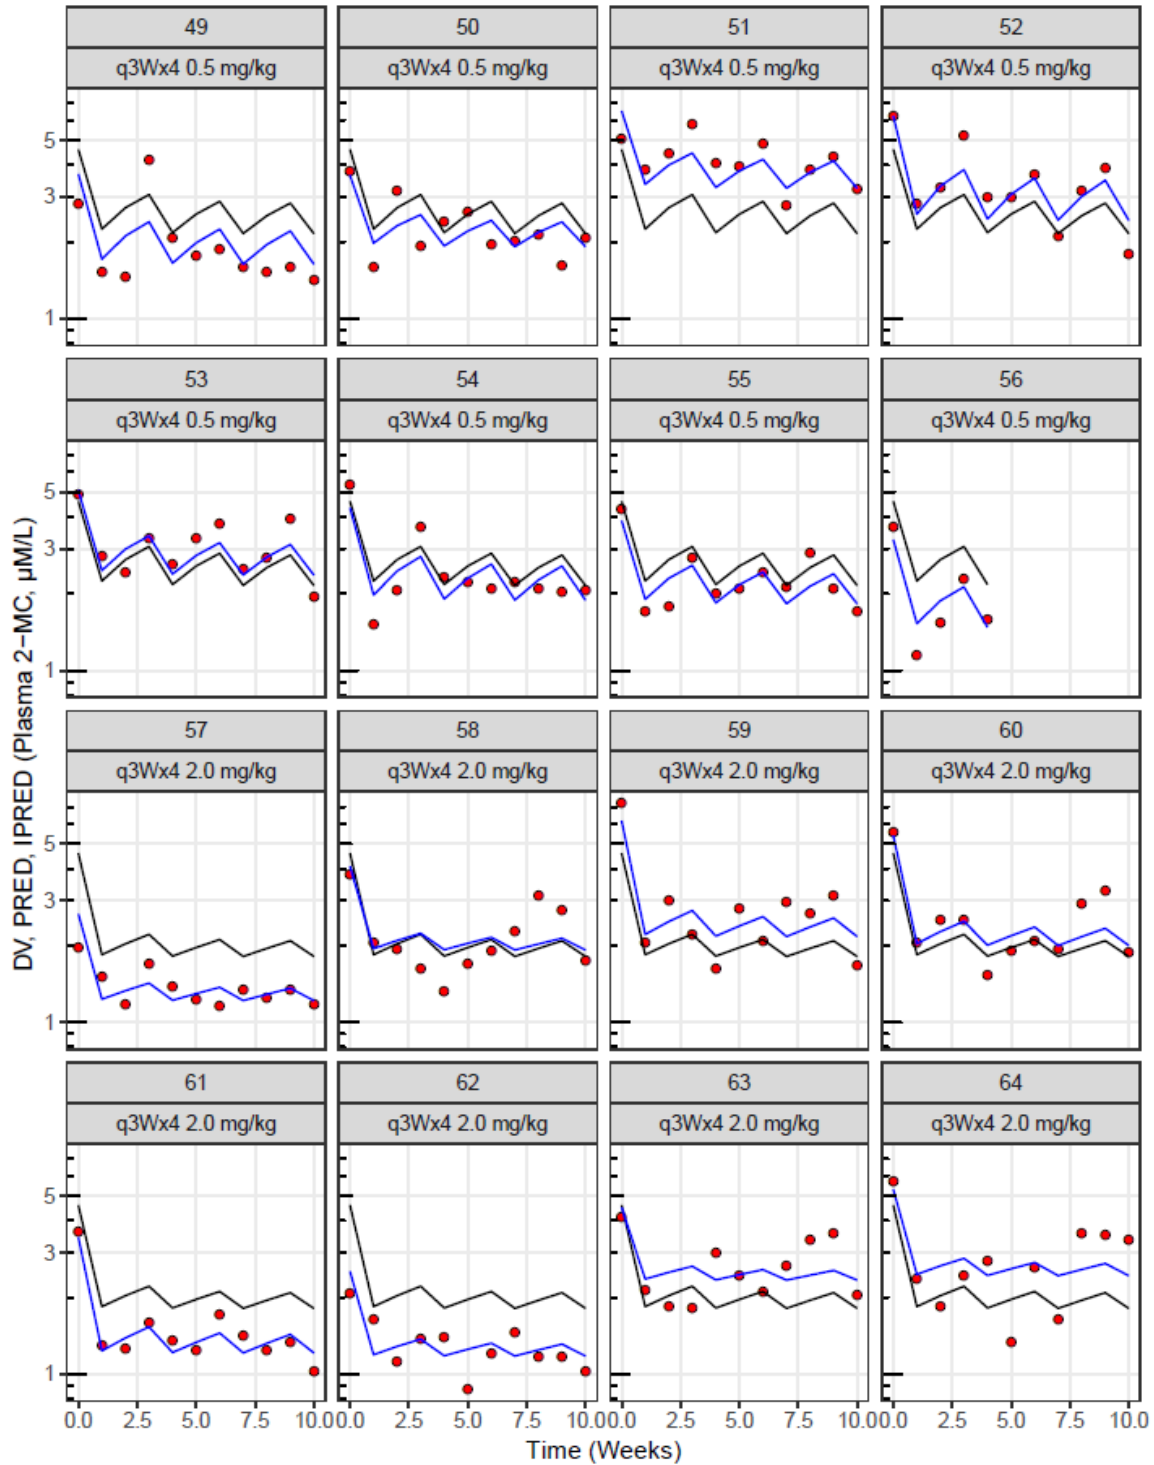 49 50 51 52
q3Wx4 0.5 mg/kg q3Wx4 0.5 mg/kg q3Wx4 0.5 mg/kg q3Wx4 0.5 mg/kg
5
3
1
53 54 55 56
q3Wx4 0.5 mg/kg q3Wx4 0.5 mg/kg q3Wx4 0.5 mg/kg q3Wx4 0.5 mg/kg
5
3
1
DV, PRED, IPRED (Plasma 2−MC, µM/L)
57 58 59 60
q3Wx4 2.0 mg/kg q3Wx4 2.0 mg/kg q3Wx4 2.0 mg/kg q3Wx4 2.0 mg/kg
5
3
1
61 62 63 64
q3Wx4 2.0 mg/kg q3Wx4 2.0 mg/kg q3Wx4 2.0 mg/kg q3Wx4 2.0 mg/kg
5
3
1
0.0 2.5 5.0 7.5 10.0 0.0 2.5 5.0 7.5 10.0 0.0 2.5 5.0 7.5 10.0 0.0 2.5 5.0 7.5 10.0
Time (Weeks)